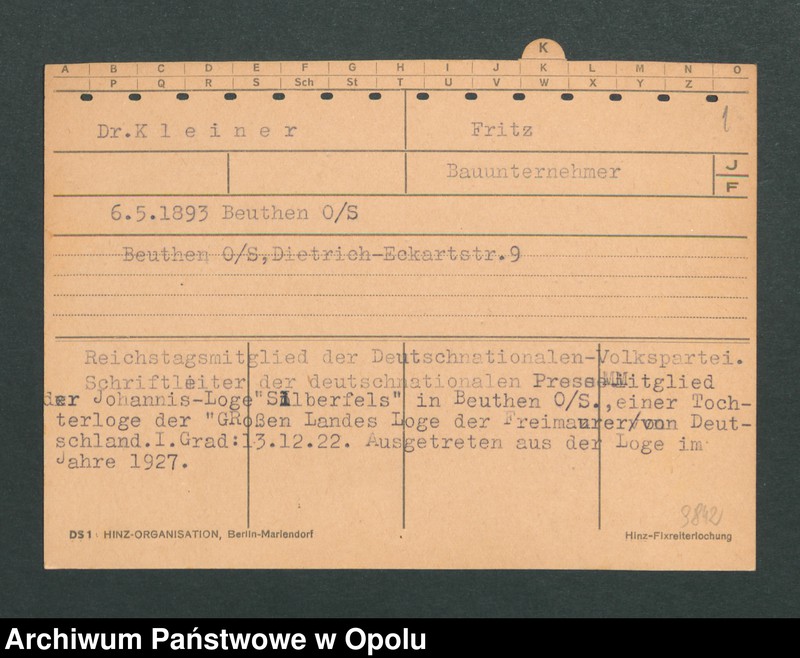 K
A B C D E F G H I J K L M N O
P Q R S Sch St T U V W X Y Z
Dr.K l e i n e r Fritz 1
Bauunternehmer J
F
6.5.1893 Beuthen O/S
Beuthen O/S,Dietrich-Eckartstr.9
Reichstagsmitglied der Deutschnationalen-Volkspartei.
Schriftleiter der deutschnationalen Presse Mitglied
der Johannis-Loge"Silberfels" in Beuthen O/S.,einer Toch-
terloge der "GRoßen Landes Loge der Freimaurer/von Deut-
schland.I.Grad:13.12.22. Ausgetreten aus der Loge im
Jahre 1927.
9842
DS1 HINZ-ORGANISATION, Berlin-Mariendorf Hinz-Fixreiterlochung
Archiwum Państwowe w Opolu